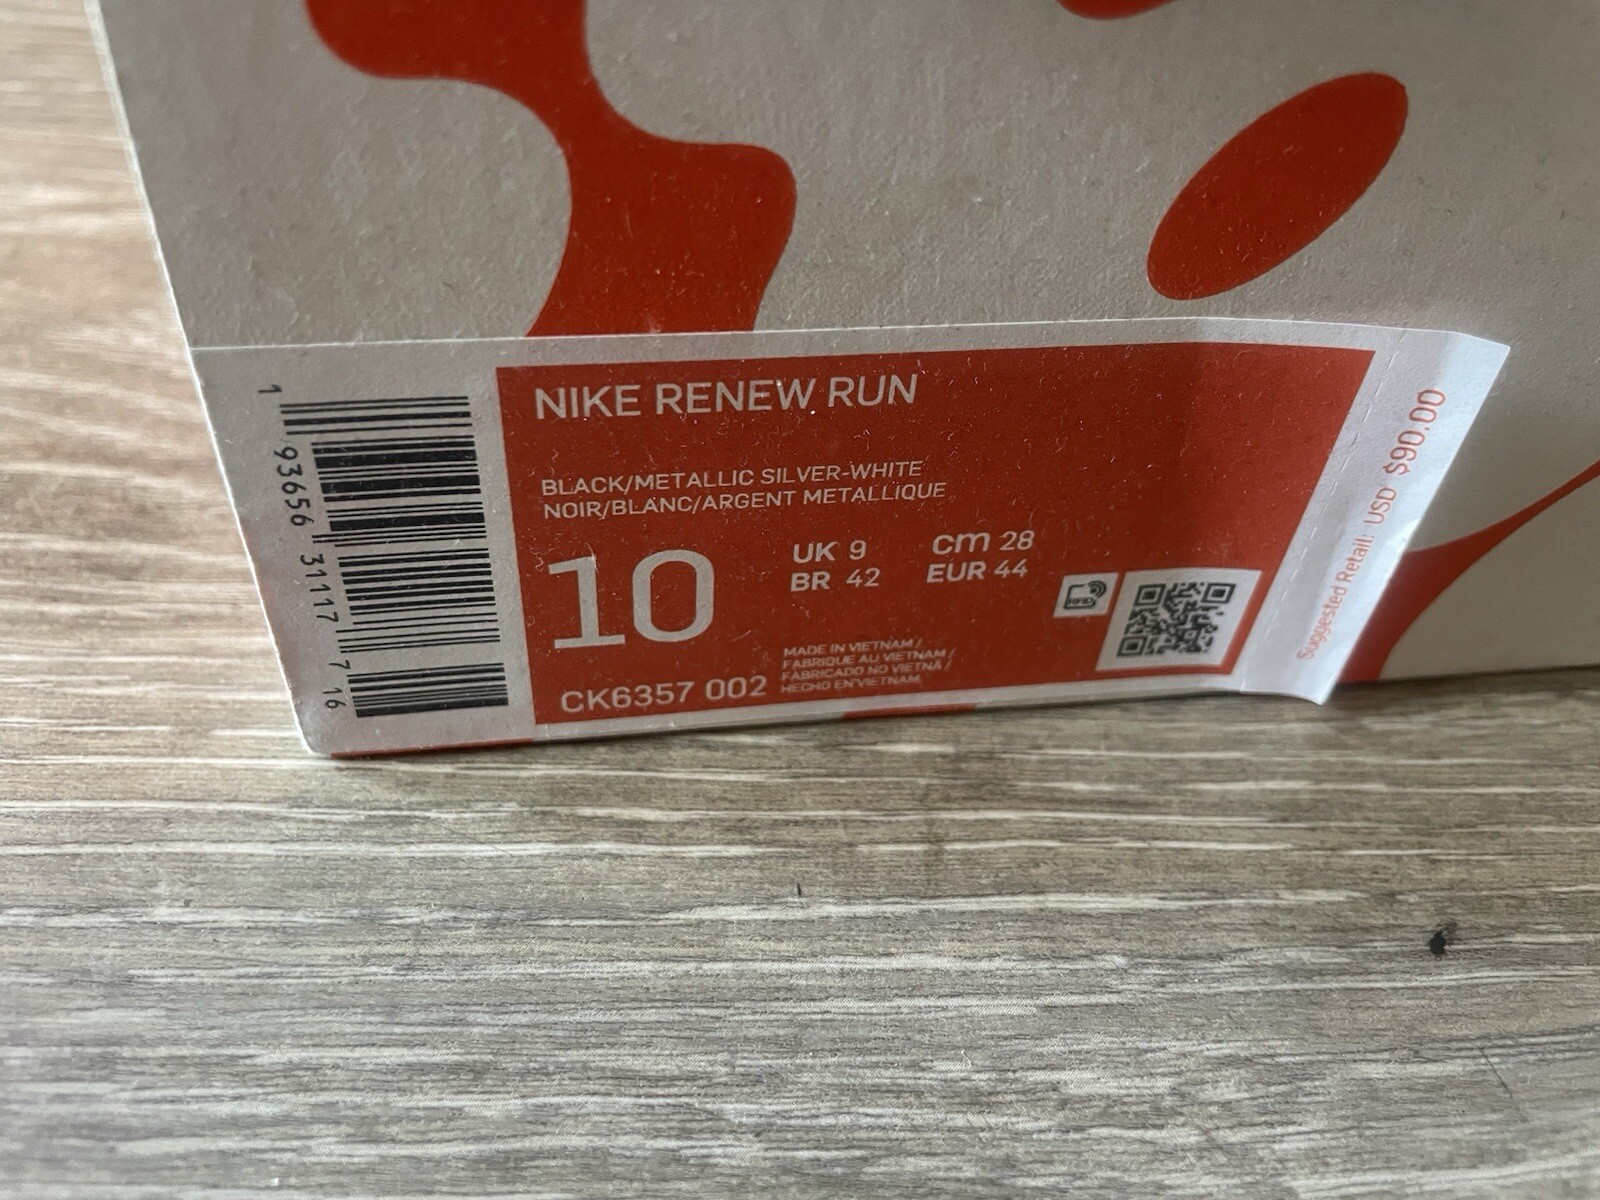 NIKE RENEW RUN
BLACK/METALLIC SILVER-WHITE
NOIR/BLANC/ARGENT METALLIQUE
10
UK 9 cm 28
BR 42 EUR 44
MADE IN VIETNAM /
FABRIQUE AU VIETNAM /
FABRICADO NO VIETNÃ /
HECHO EN VIETNAM
CK6357 002
RFID
1 93656 31117 7 16
Suggested Retail: USD $90.00